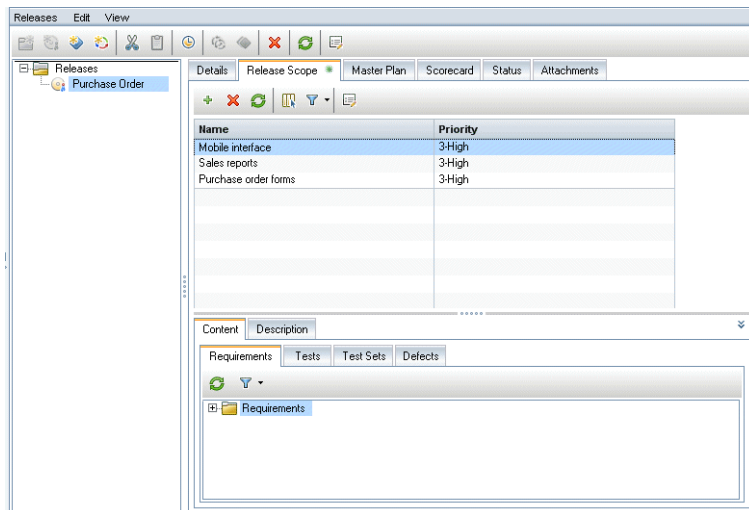 Releases Edit View
Releases
Purchase Order
Details Release Scope Master Plan Scorecard Status Attachments
Name Priority
Mobile interface 3-High
Sales reports 3-High
Purchase order forms 3-High
Content Description
Requirements Tests Test Sets Defects
Requirements